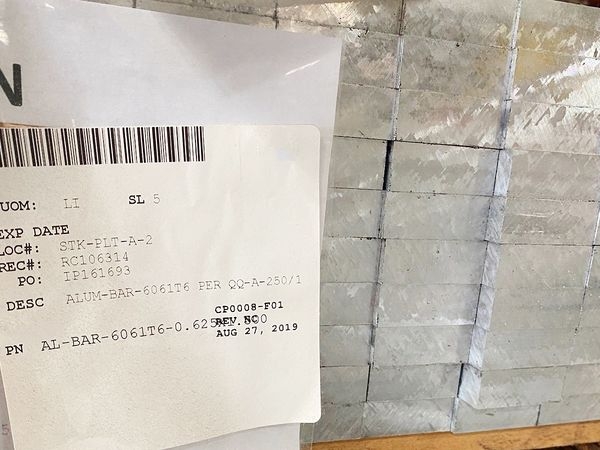 N
UOM: LI SL 5
EXP DATE
LOC#: STK-PLT-A-2
REC#: RC106314
PO: IP161693
DESC ALUM-BAR-6061T6 PER QQ-A-250/1
CP0008-F01
REV NC
AUG 27, 2019
PN AL-BAR-6061T6-0.625